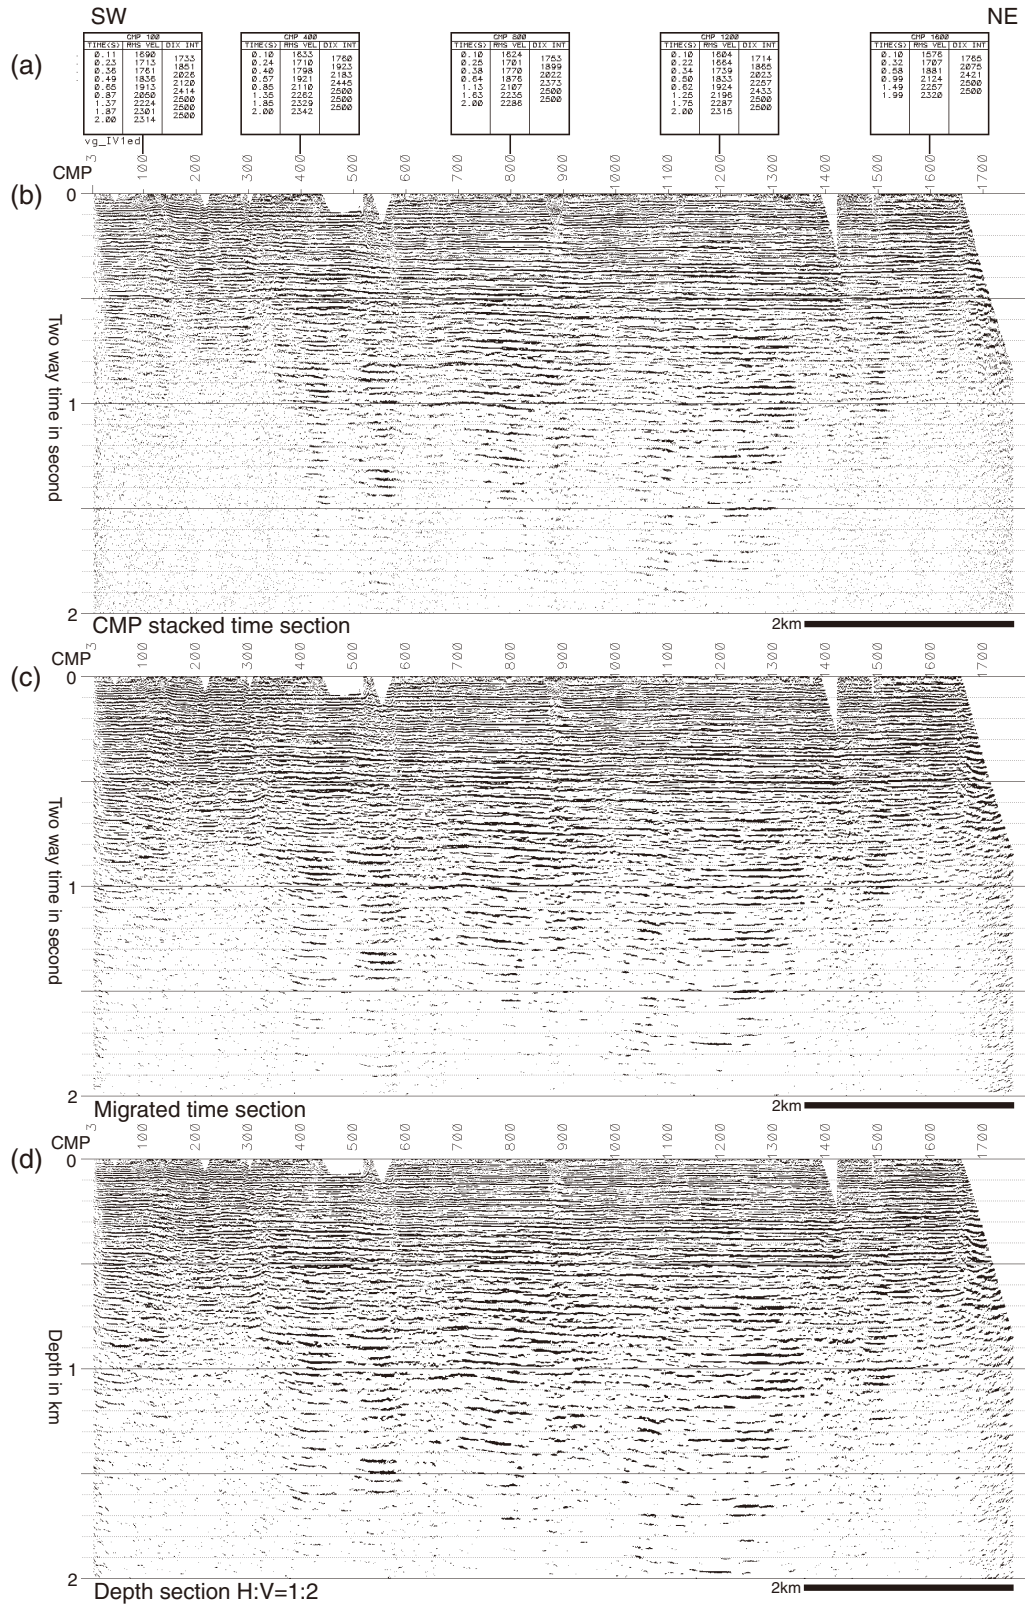 SW NE
(a)
CMP 100 CMP 400 CMP 800 CMP 1200 CMP 1600
TIME(S) RMS VEL DIX INT TIME(S) RMS VEL DIX INT TIME(S) RMS VEL DIX INT TIME(S) RMS VEL DIX INT TIME(S) RMS VEL DIX INT
0.11 1690 1733
0.23 1713 1851
0.36 1761 2026
0.49 1836 2120
0.65 1913 2414
0.87 2050 2500
1.37 2224 2500
1.87 2301 2500
2.00 2314
0.10 1633 1760
0.24 1710 1923
0.40 1798 2183
0.57 1921 2445
0.85 2110 2500
1.35 2262 2500
1.85 2329 2500
2.00 2342
0.10 1624 1753
0.25 1701 1899
0.38 1770 2022
0.64 1876 2373
1.13 2107 2500
1.63 2235 2500
2.00 2286
0.10 1604 1714
0.22 1664 1865
0.34 1739 2023
0.50 1833 2257
0.62 1924 2433
1.25 2196 2500
1.75 2287 2500
2.00 2315
0.10 1576 1765
0.32 1707 2075
0.58 1881 2421
0.99 2124 2500
1.49 2257 2500
1.99 2320
vg_IV1ed
CMP 3 100 200 300 400 500 600 700 800 900 1000 1100 1200 1300 1400 1500 1600 1700
(b)
0
Two way time in second
1
2
CMP stacked time section 2km
CMP 3 100 200 300 400 500 600 700 800 900 1000 1100 1200 1300 1400 1500 1600 1700
(c)
0
Two way time in second
1
2
Migrated time section 2km
CMP 3 100 200 300 400 500 600 700 800 900 1000 1100 1200 1300 1400 1500 1600 1700
(d)
0
Depth in km
1
2
Depth section H:V=1:2 2km